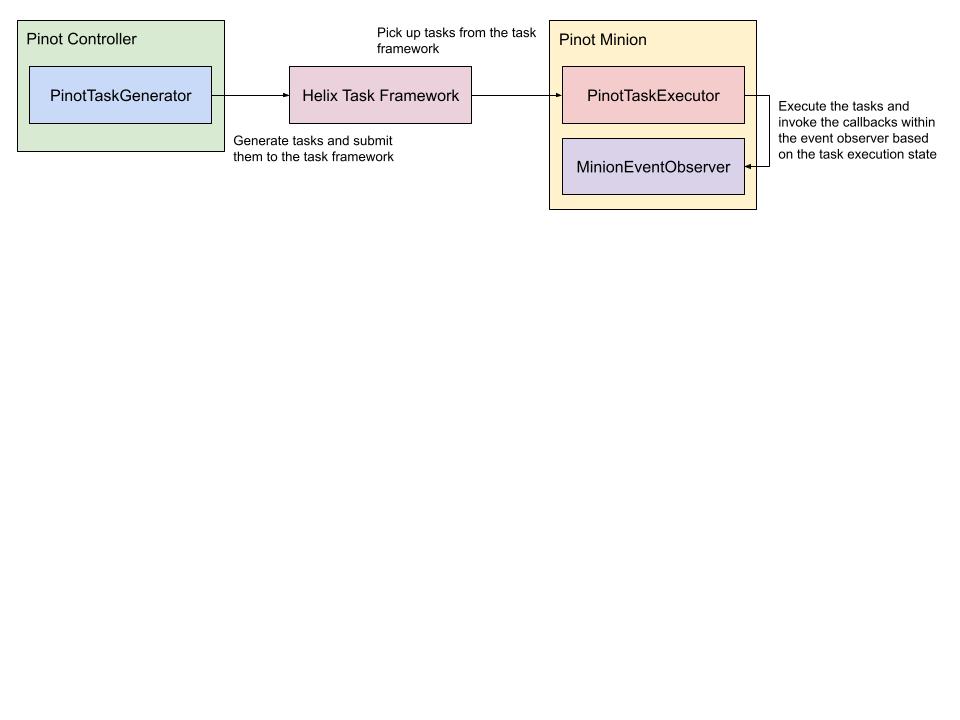 Pinot Controller
PinotTaskGenerator
Generate tasks and submit
them to the task framework
Helix Task Framework
Pick up tasks from the task
framework
Pinot Minion
PinotTaskExecutor
MinionEventObserver
Execute the tasks and
invoke the callbacks within
the event observer based
on the task execution state